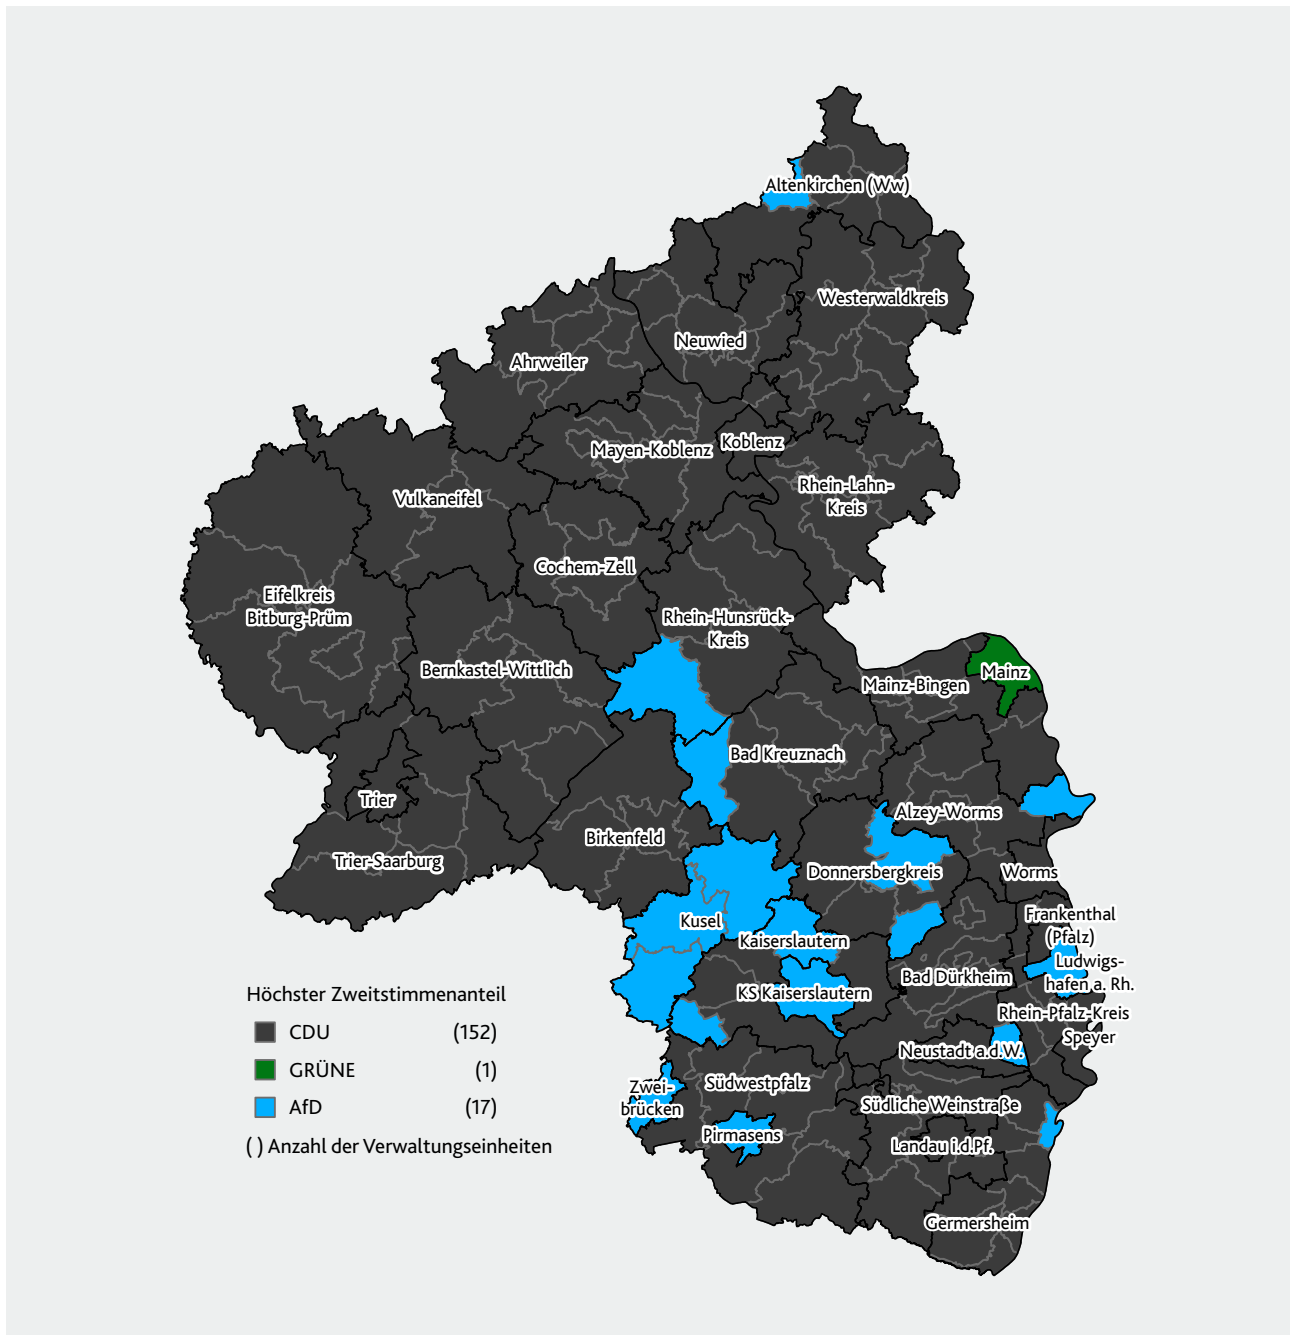 Altenkirchen (Ww)
Westerwaldkreis
Neuwied
Ahrweiler
Koblenz
Mayen-Koblenz
Rhein-Lahn-
Kreis
Vulkaneifel
Cochem-Zell
Eifelkreis
Bitburg-Prüm
Rhein-Hunsrück-
Kreis
Bernkastel-Wittlich
Mainz
Mainz-Bingen
Bad Kreuznach
Trier
Alzey-Worms
Birkenfeld
Trier-Saarburg
Donnersbergkreis
Worms
Frankenthal
(Pfalz)
Kusel
Kaiserslautern
Ludwigs-
hafen a. Rh.
Bad Dürkheim
KS Kaiserslautern
Rhein-Pfalz-Kreis
Speyer
Neustadt a.d.W.
Südwestpfalz
Zwei-
brücken
Südliche Weinstraße
Pirmasens
Landau i.d.Pf.
Germersheim
Höchster Zweitstimmenanteil
CDU (152)
GRÜNE (1)
AfD (17)
( ) Anzahl der Verwaltungseinheiten